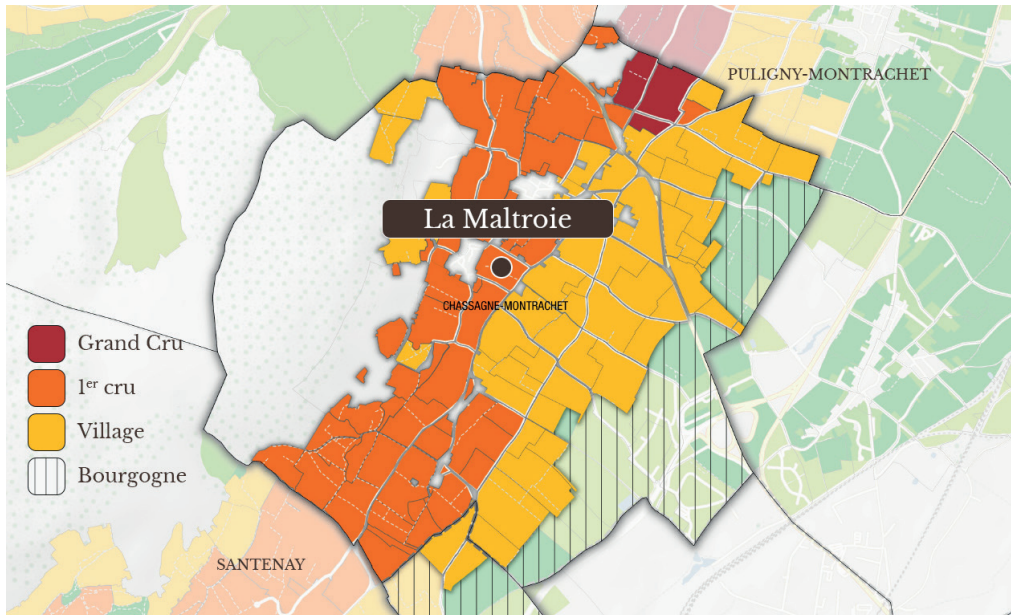 PULIGNY-MONTRACHET
La Maltroie
CHASSAGNE-MONTRACHET
Grand Cru
1er cru
Village
Bourgogne
SANTENAY